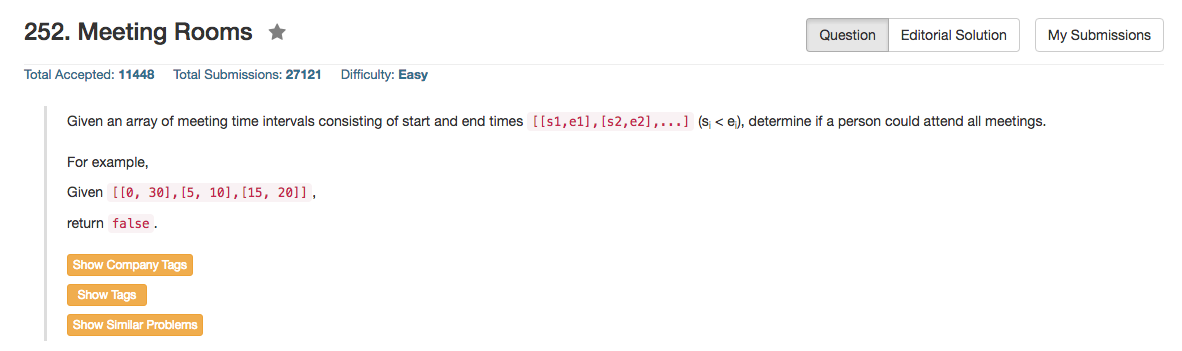 252. Meeting Rooms
Question Editorial Solution My Submissions
Total Accepted: 11448 Total Submissions: 27121 Difficulty: Easy
Given an array of meeting time intervals consisting of start and end times [[s1,e1],[s2,e2],...] (si < ei), determine if a person could attend all meetings.
For example,
Given [[0, 30],[5, 10],[15, 20]],
return false.
Show Company Tags
Show Tags
Show Similar Problems